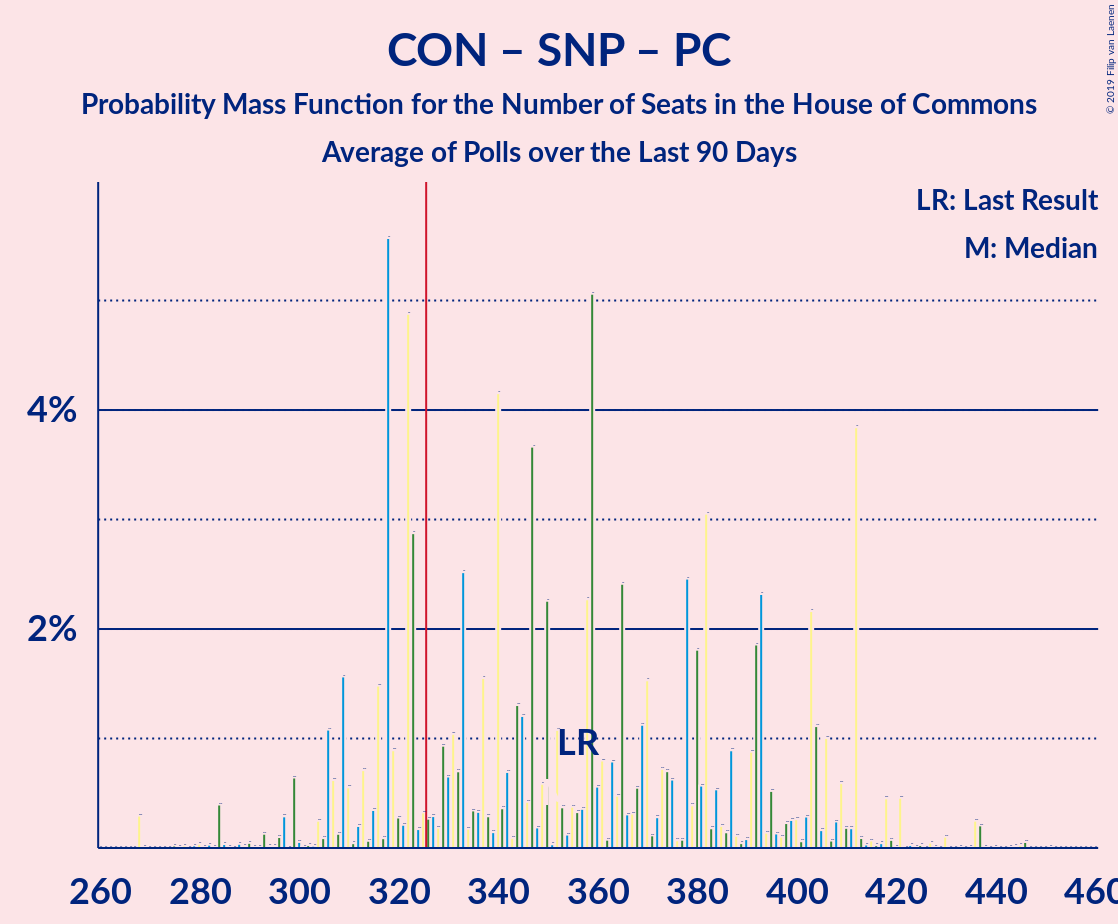 CON – SNP – PC
Probability Mass Function for the Number of Seats in the House of Commons
Average of Polls over the Last 90 Days
© 2019 Filip van Laenen
LR: Last Result
M: Median
4%
2%
LR
260 280 300 320 340 360 380 400 420 440 460